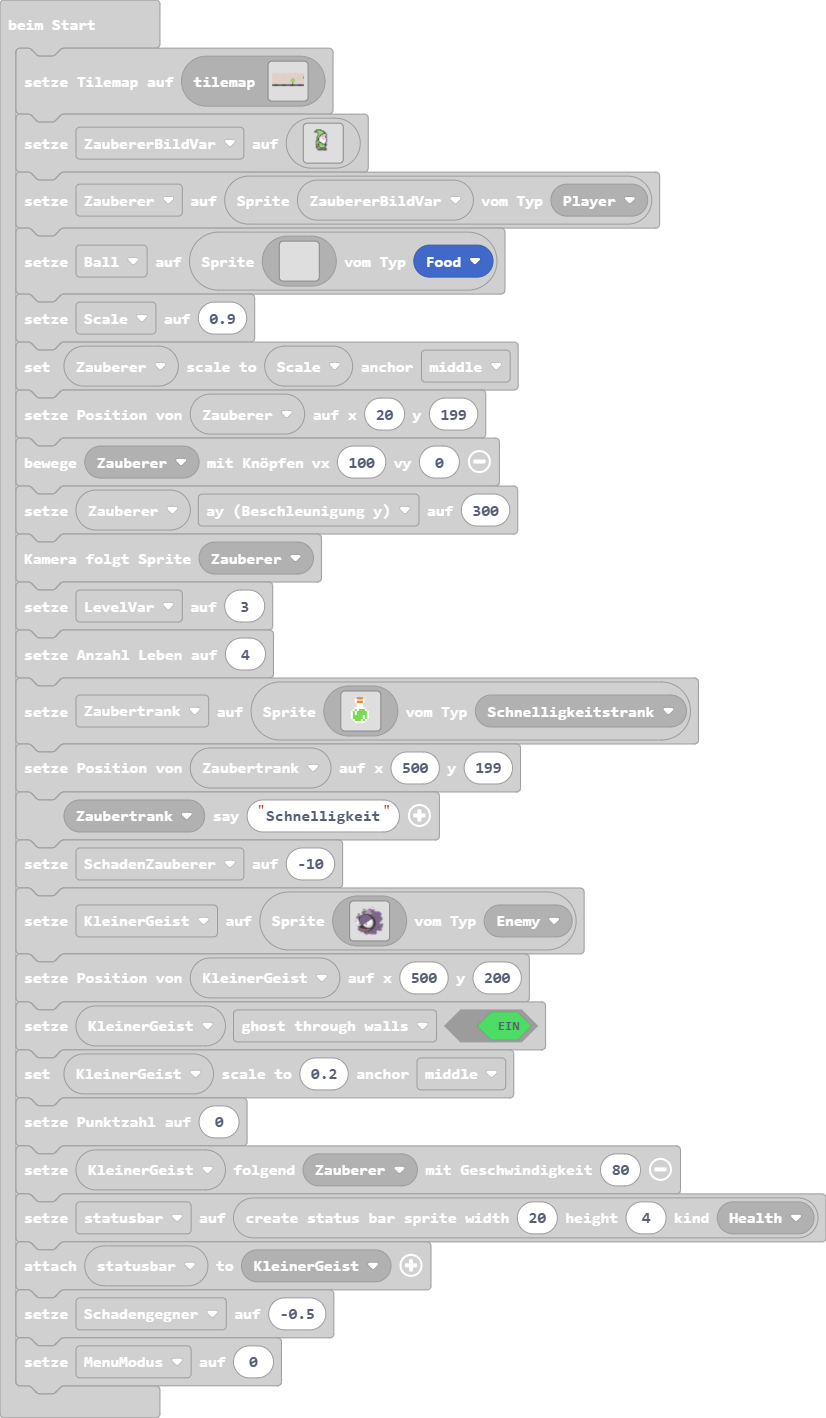 beim Start
setze Tilemap auf tilemap
setze ZaubererBildVar auf
setze Zauberer auf Sprite ZaubererBildVar vom Typ Player
setze Ball auf Sprite vom Typ Food
setze Scale auf 0.9
set Zauberer scale to Scale anchor middle
setze Position von Zauberer auf x 20 y 199
bewege Zauberer mit Knöpfen vx 100 vy 0
setze Zauberer ay (Beschleunigung y) auf 300
Kamera folgt Sprite Zauberer
setze LevelVar auf 3
setze Anzahl Leben auf 4
setze Zaubertrank auf Sprite vom Typ Schnelligkeitstrank
setze Position von Zaubertrank auf x 500 y 199
Zaubertrank say "Schnelligkeit"
setze SchadenZauberer auf -10
setze KleinerGeist auf Sprite vom Typ Enemy
setze Position von KleinerGeist auf x 500 y 200
setze KleinerGeist ghost through walls EIN
set KleinerGeist scale to 0.2 anchor middle
setze Punktzahl auf 0
setze KleinerGeist folgend Zauberer mit Geschwindigkeit 80
setze statusbar auf create status bar sprite width 20 height 4 kind Health
attach statusbar to KleinerGeist
setze Schadengegner auf -0.5
setze MenuModus auf 0